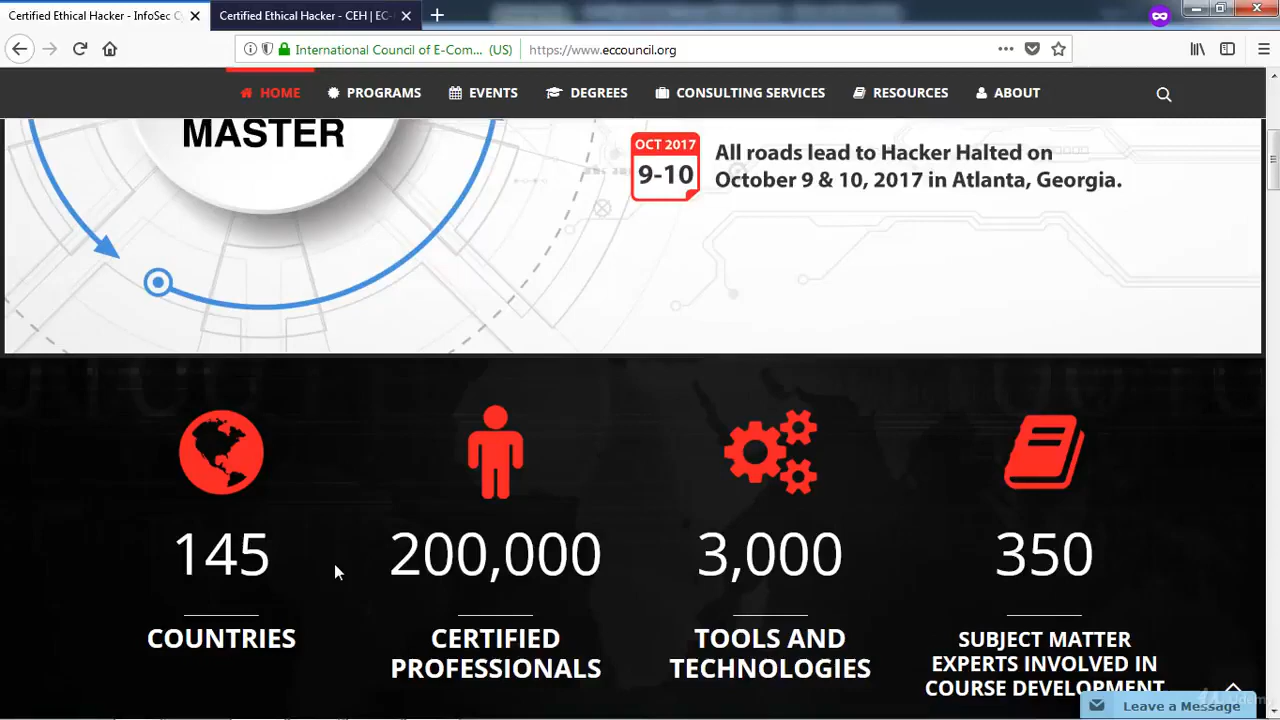 Certified Ethical Hacker - InfoSec C
Certified Ethical Hacker - CEH | EC-
International Council of E-Com... (US)
https://www.eccouncil.org
HOME
PROGRAMS
EVENTS
DEGREES
CONSULTING SERVICES
RESOURCES
ABOUT
MASTER
OCT 2017
9-10
All roads lead to Hacker Halted on
October 9 & 10, 2017 in Atlanta, Georgia.
145
COUNTRIES
200,000
CERTIFIED
PROFESSIONALS
3,000
TOOLS AND
TECHNOLOGIES
350
SUBJECT MATTER
EXPERTS INVOLVED IN
COURSE DEVELOPMENT
Leave a Message